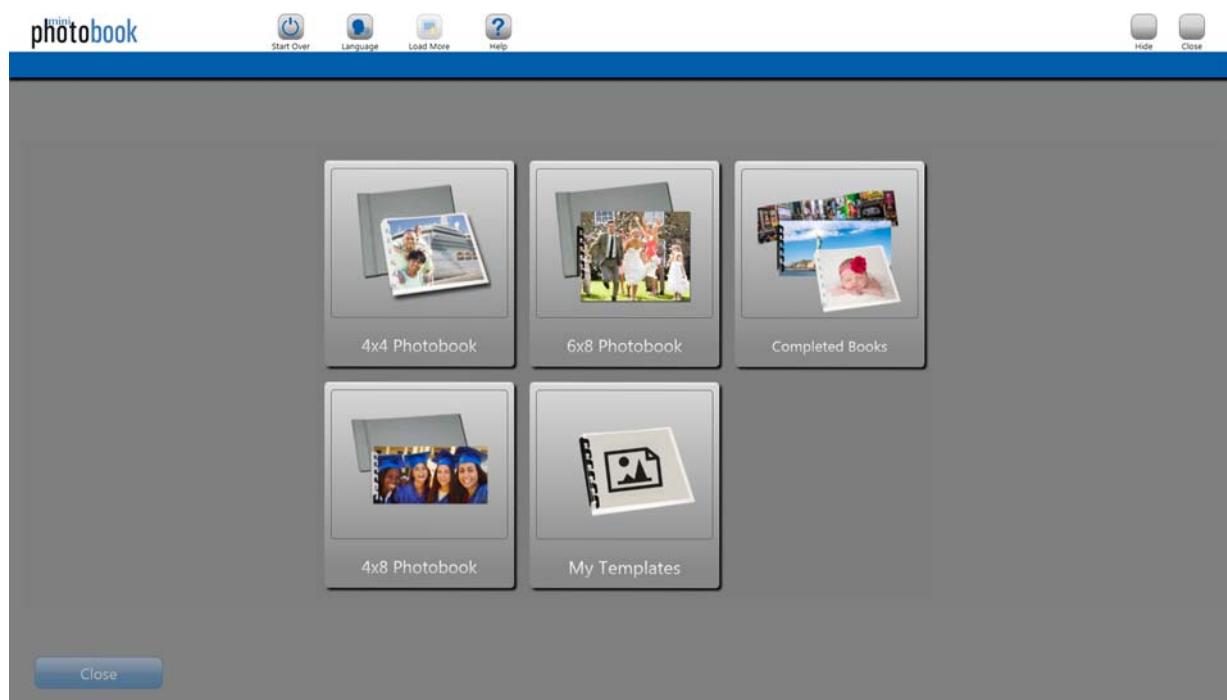 mini
photobook
Start Over
Language
Load More
Help
Hide
Close
4x4 Photobook
6x8 Photobook
Completed Books
4x8 Photobook
My Templates
Close